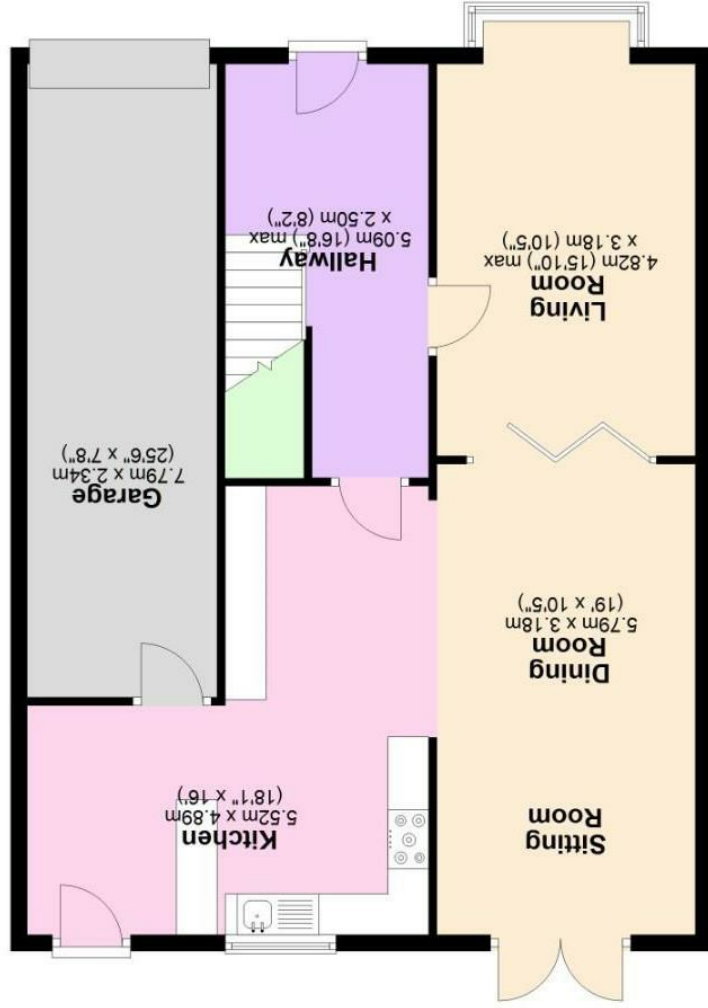 Sitting
Room
Kitchen
5.52m x 4.89m
(18'1" x 16')
Dining
Room
5.79m x 3.18m
(19' x 10'5")
Garage
7.79m x 2.34m
(25'6" x 7'8")
Living
Room
4.82m (15'10") max
x 3.18m (10'5")
Hallway
5.09m (16'8") max
x 2.50m (8'2")